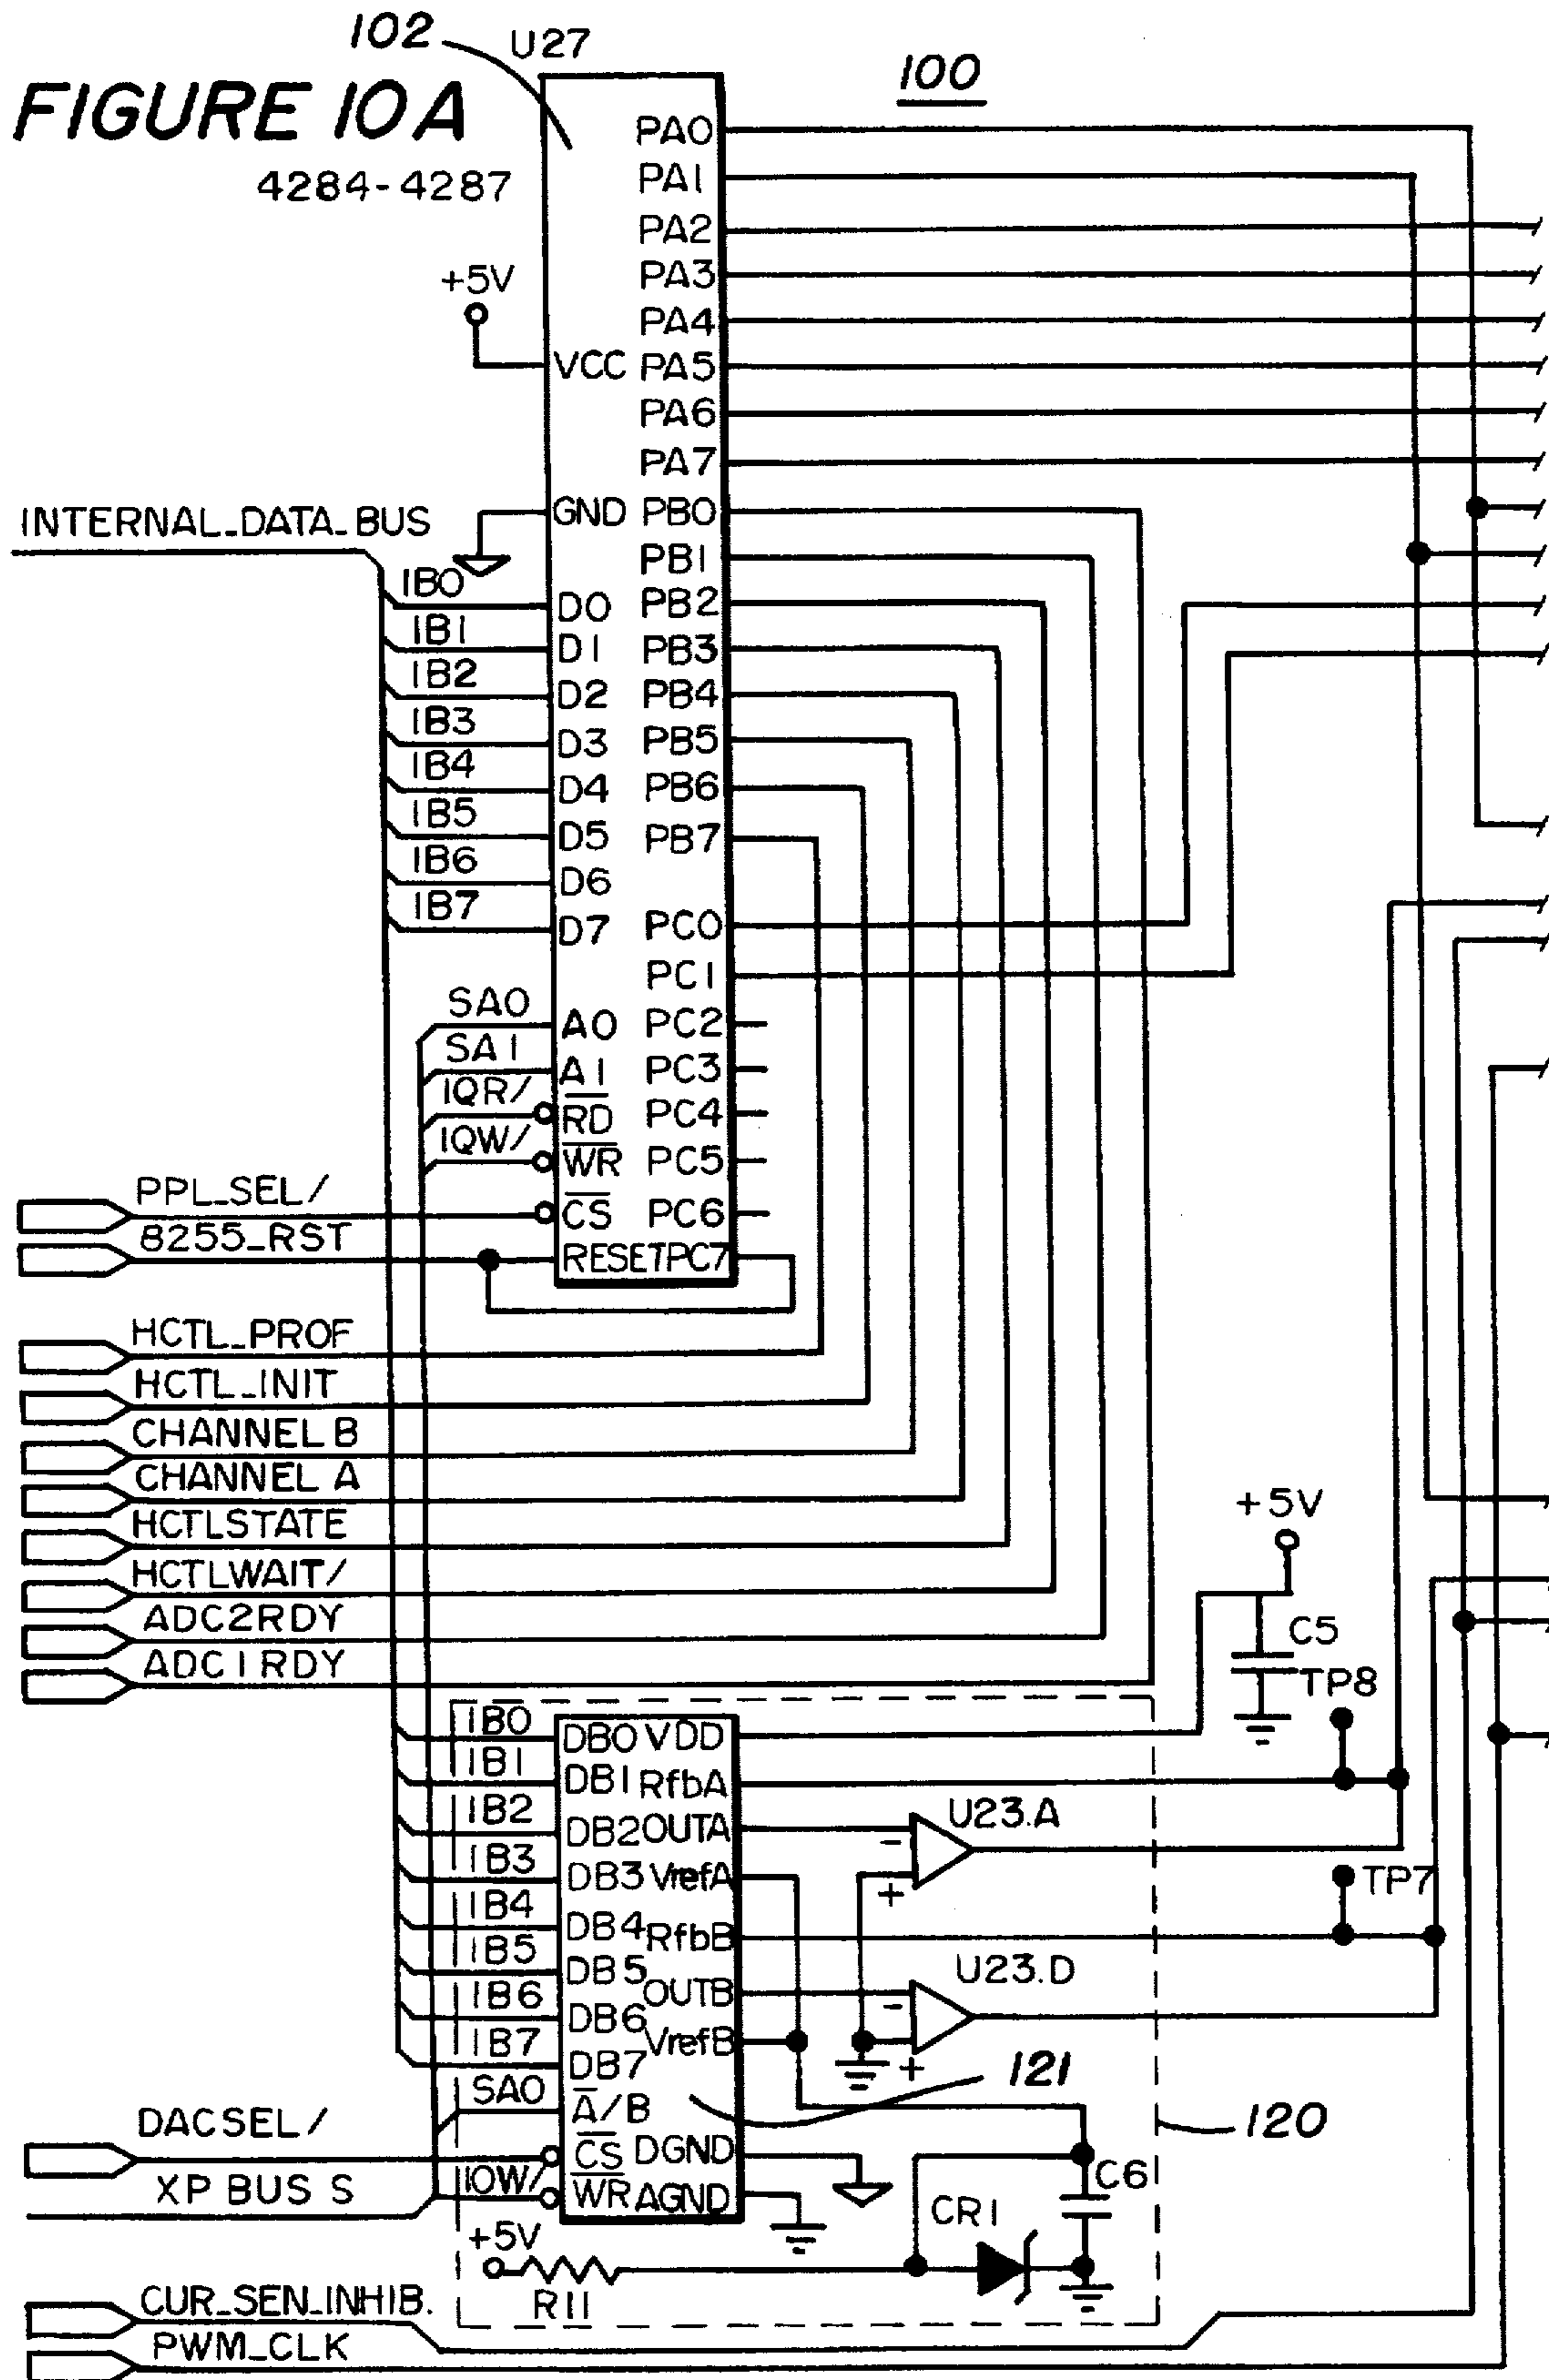 102
U27
100
FIGURE 10A
4284-4287
PA0
PA1
PA2
PA3
+5V
PA4
VCC PA5
PA6
PA7
INTERNAL_DATA_BUS
GND PB0
PB1
IB0
D0 PB2
IB1
D1 PB3
IB2
D2 PB4
IB3
D3 PB5
IB4
D4 PB6
IB5
D5 PB7
IB6
D6
IB7
D7 PC0
PC1
SA0
A0 PC2
SA1
A1 PC3
IQR/
RD PC4
IQW/
WR PC5
PPL_SEL/
CS PC6
8255_RST
RESET PC7
HCTL_PROF
HCTL_INIT
CHANNEL B
CHANNEL A
HCTLSTATE
HCTLWAIT/
ADC2RDY
ADC1RDY
+5V
C5
TP8
IB0
DB0 VDD
IB1
DB1 RfbA
IB2
DB2 OUTA
U23.A
-
+
IB3
DB3 VrefA
TP7
IB4
DB4 RfbB
IB5
DB5
U23.D
-
+
IB6
OUTB
DB6
IB7
VrefB
DB7
121
SA0
A/B
120
DACSEL/
CS DGND
XP BUS S
IOW/
WR AGND
C6
CR1
+5V
R11
CUR_SEN_INHIB.
PWM_CLK